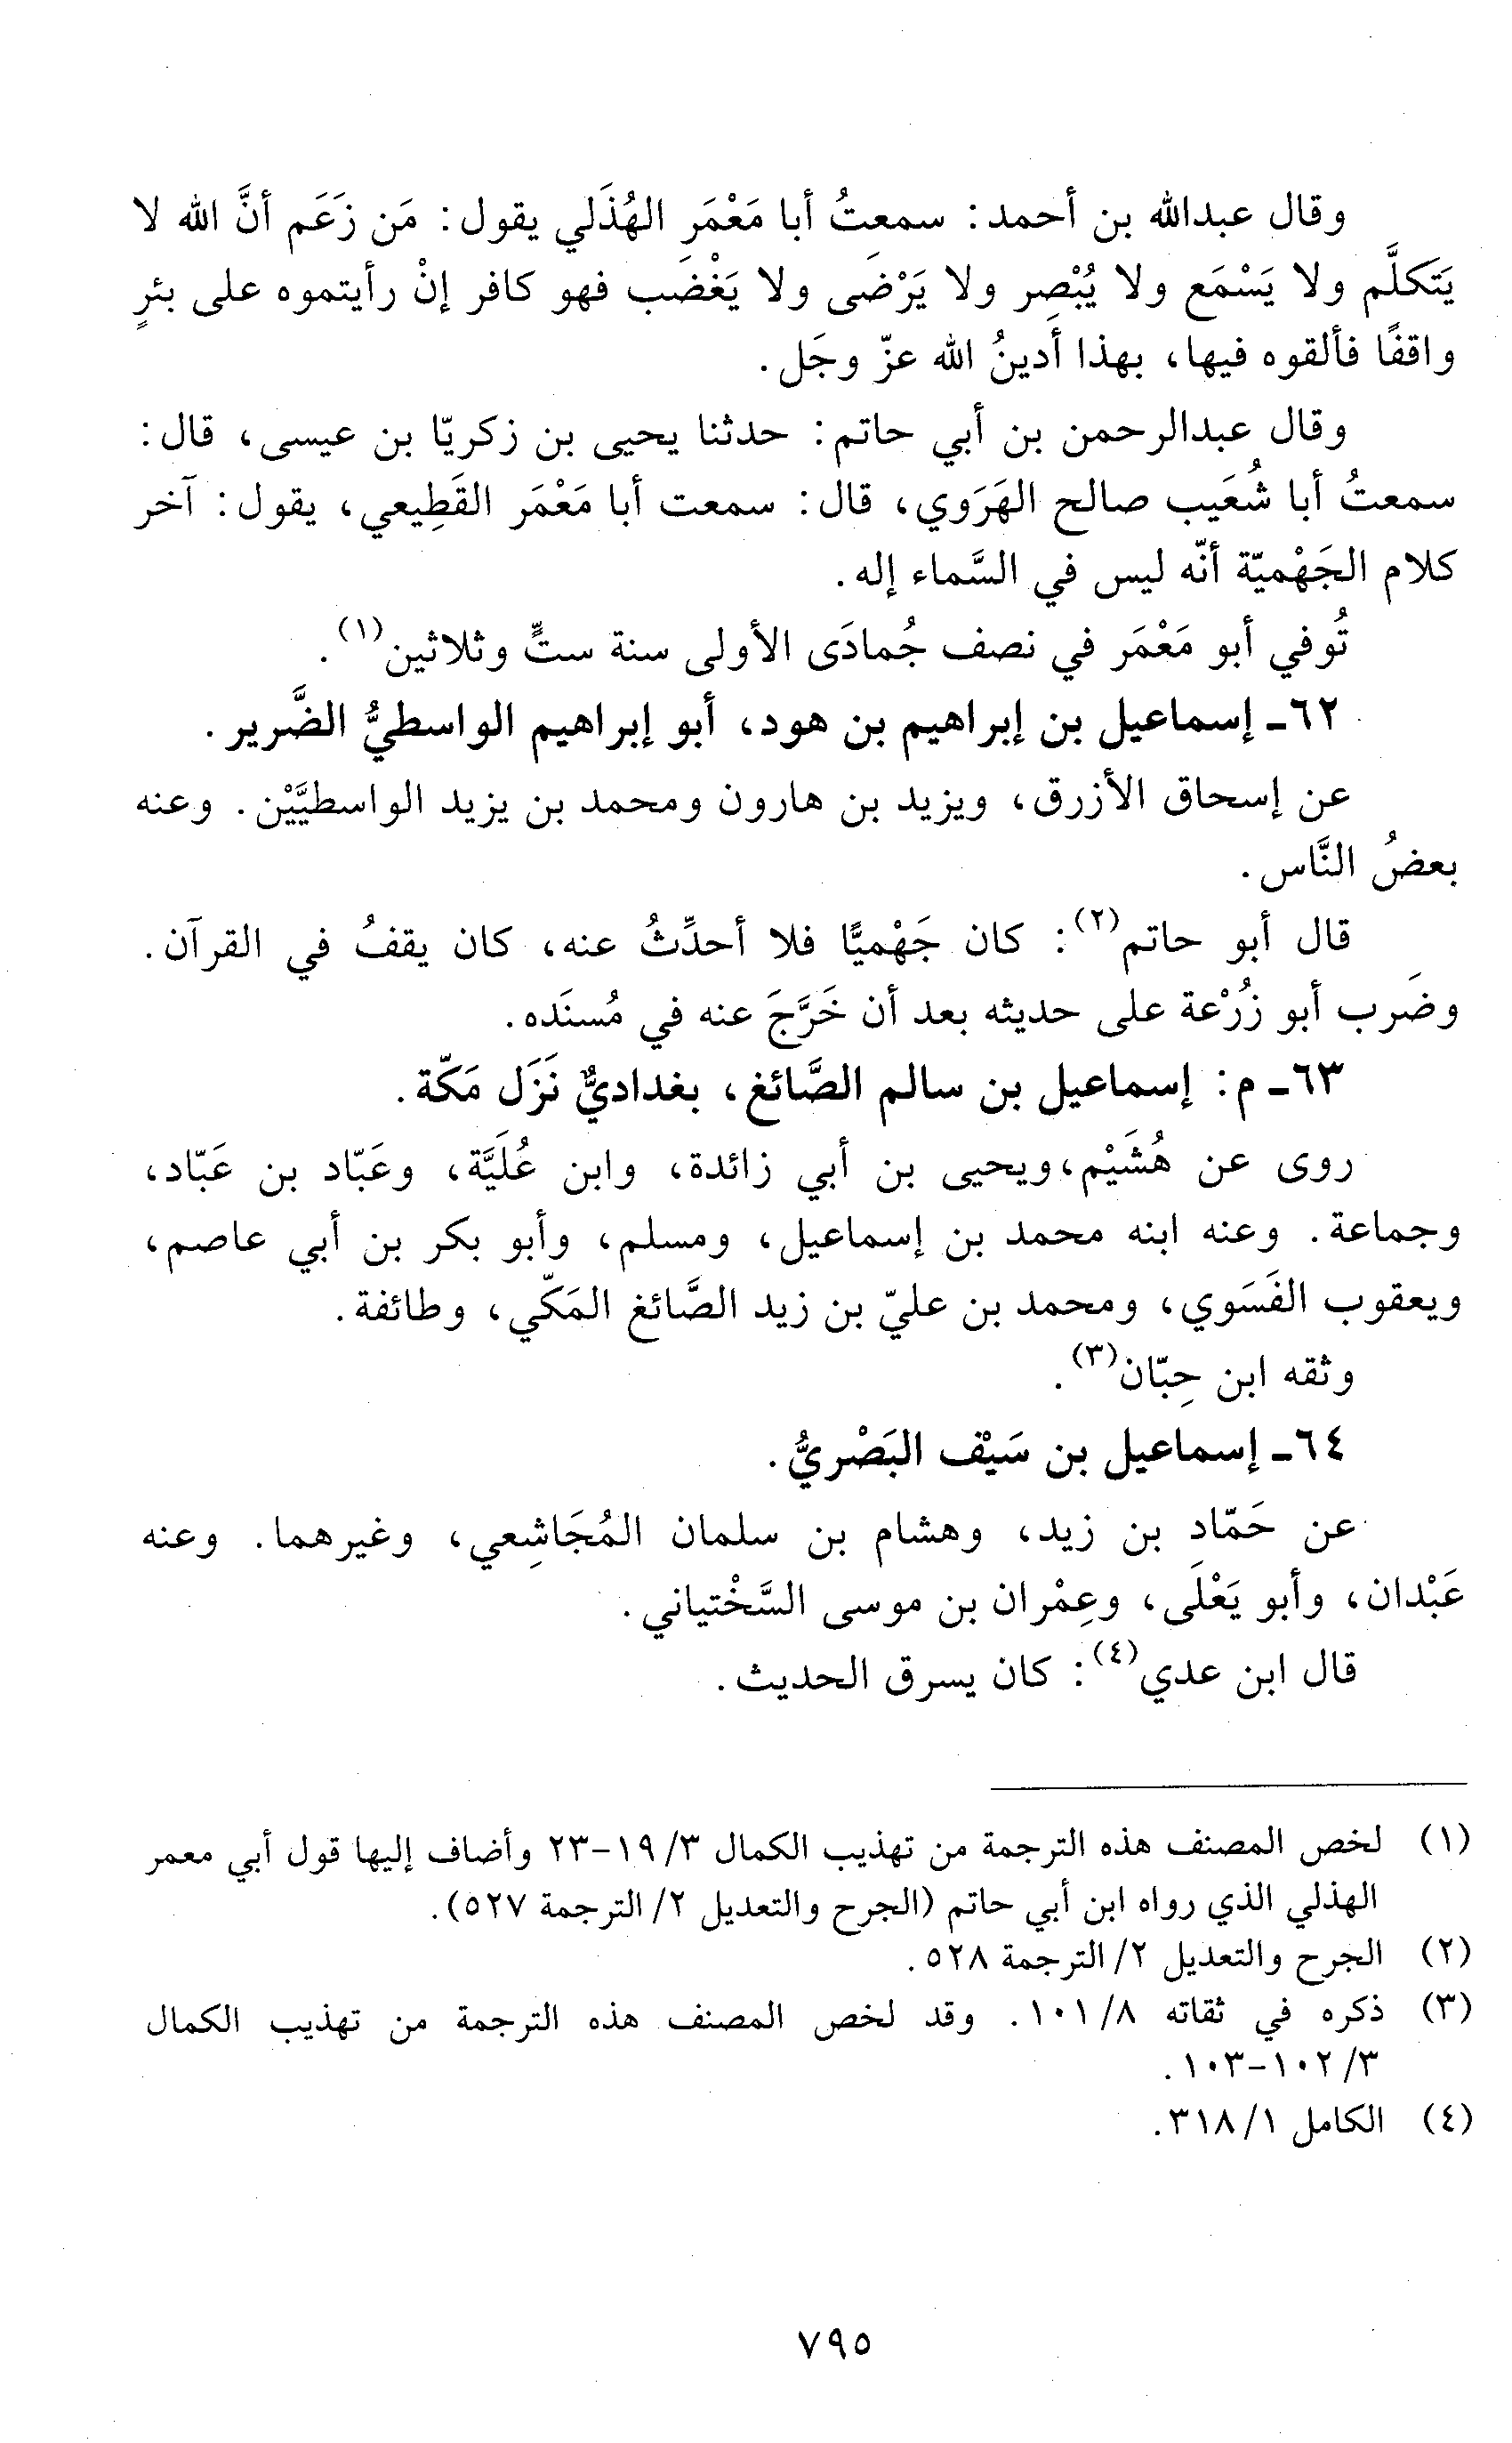 وقال عبدالله بن أحمد: سمعتُ أبا مَعْمَرِ الهُذَلي يقول: مَن زَعَم أنَّ الله لا
يَتَكلَّم ولا يَسْمَع ولا يُبْصِر ولا يَرْضَى ولا يَغْضَب فهو كافر إنْ رأيتموه على بئرٍ
واقفًا فألقوه فيها، بهذا أدينُ الله عزّ وجَل.
وقال عبدالرحمن بن أبي حاتم: حدثنا يحيى بن زكريّا بن عيسى، قال:
سمعتُ أبا شُعَيب صالح الهَرَوي، قال: سمعت أبا مَعْمَر القَطِيعي، يقول: آخر
كلام الجَهْميّة أنّه ليس في السَّماء إله.
تُوفي أبو مَعْمَر في نصف جُمادَى الأولى سنة ستٍّ وثلاثين(١).
٦٢ـ إسماعيل بن إبراهيم بن هود، أبو إبراهيم الواسطيُّ الضَّرير.
عن إسحاق الأزرق، ويزيد بن هارون ومحمد بن يزيد الواسطيَّيْن. وعنه
بعضُ النَّاس.
قال أبو حاتم(٢): كان جَهْميًّا فلا أحدِّثُ عنه، كان يقفُ في القرآن.
وضَرب أبو زُرْعة على حديثه بعد أن خَرَّجَ عنه في مُسنَده.
٦٣ـ م: إسماعيل بن سالم الصَّائغ، بغداديٌّ نَزَل مَكّة.
روى عن هُشَيْم، ويحيى بن أبي زائدة، وابن عُلَيَّة، وعَبّاد بن عَبّاد،
وجماعة. وعنه ابنه محمد بن إسماعيل، ومسلم، وأبو بكر بن أبي عاصم،
ويعقوب الفَسَوي، ومحمد بن عليّ بن زيد الصَّائغ المَكّي، وطائفة.
وثقه ابن حِبّان(٣).
٦٤ـ إسماعيل بن سَيْف البَصْريُّ.
عن حَمّاد بن زيد، وهشام بن سلمان المُجَاشِعي، وغيرهما. وعنه
عَبْدان، وأبو يَعْلَى، وعِمْران بن موسى السَّخْتياني.
قال ابن عدي(٤): كان يسرق الحديث.
(١) لخص المصنف هذه الترجمة من تهذيب الكمال ٣/ ١٩-٢٣ وأضاف إليها قول أبي معمر
الهذلي الذي رواه ابن أبي حاتم (الجرح والتعديل ٢/ الترجمة ٥٢٧).
(٢) الجرح والتعديل ٢/ الترجمة ٥٢٨.
(٣) ذكره في ثقاته ٨/ ١٠١. وقد لخص المصنف هذه الترجمة من تهذيب الكمال
٣/ ١٠٢-١٠٣.
(٤) الكامل ١/ ٣١٨.
٧٩٥